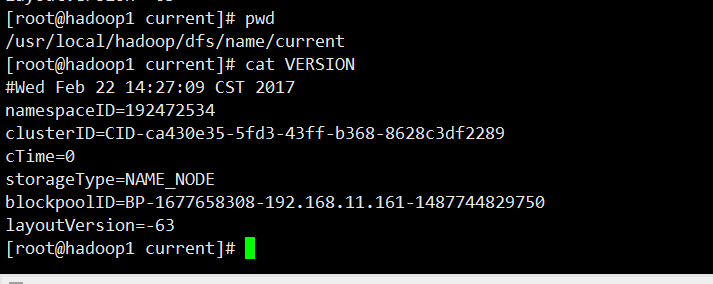 [root@hadoop1 current]# pwd
/usr/local/hadoop/dfs/name/current
[root@hadoop1 current]# cat VERSION
#Wed Feb 22 14:27:09 CST 2017
namespaceID=192472534
clusterID=CID-ca430e35-5fd3-43ff-b368-8628c3df2289
cTime=0
storageType=NAME_NODE
blockpoolID=BP-1677658308-192.168.11.161-1487744829750
layoutVersion=-63
[root@hadoop1 current]#